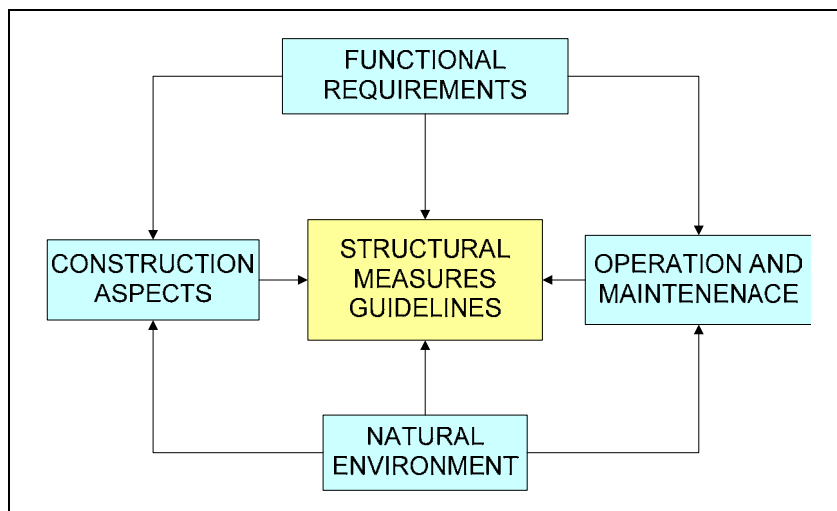 FUNCTIONAL
REQUIREMENTS
CONSTRUCTION
ASPECTS
STRUCTURAL
MEASURES
GUIDELINES
OPERATION AND
MAINTENENACE
NATURAL
ENVIRONMENT